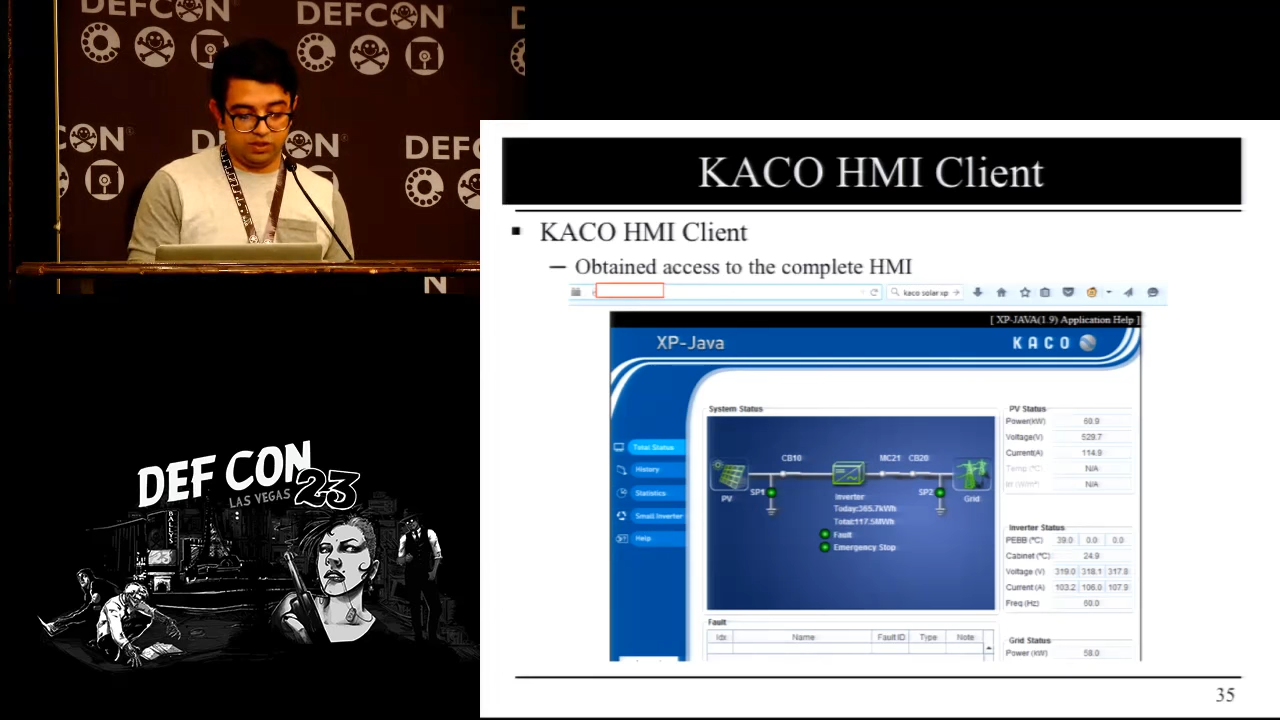 DEFCON
DEFCON
CON
DEFCON
DEFC
N
KACO HMI Client
KACO HMI Client
Obtained access to the complete HMI
kaco solar xp
[ XP-JAVA(1.9) Application Help ]
XP-Java
KACO
System Status
Total Status
History
Statistics
Small Inverter
Help
CB10
MC21
CB20
PV
SP1
Inverter
SP2
Grid
Today:365.7kWh
Total:117.5MWh
Fault
Emergency Stop
Fault
Idx Name Fault ID Type Note
PV Status
Power(kW) 60.9
Voltage(V) 529.7
Current(A) 114.9
Temp (°C) N/A
N/A
Inverter Status
PEBB (°C) 39.0 0.0 0.0
Cabinet (°C) 24.9
Voltage (V) 319.0 318.1 317.8
Current (A) 103.2 106.0 107.9
Freq (Hz) 50.0
Grid Status
Power (kW) 58.0
35
DEF CON 23
LAS VEGAS
BALLYS